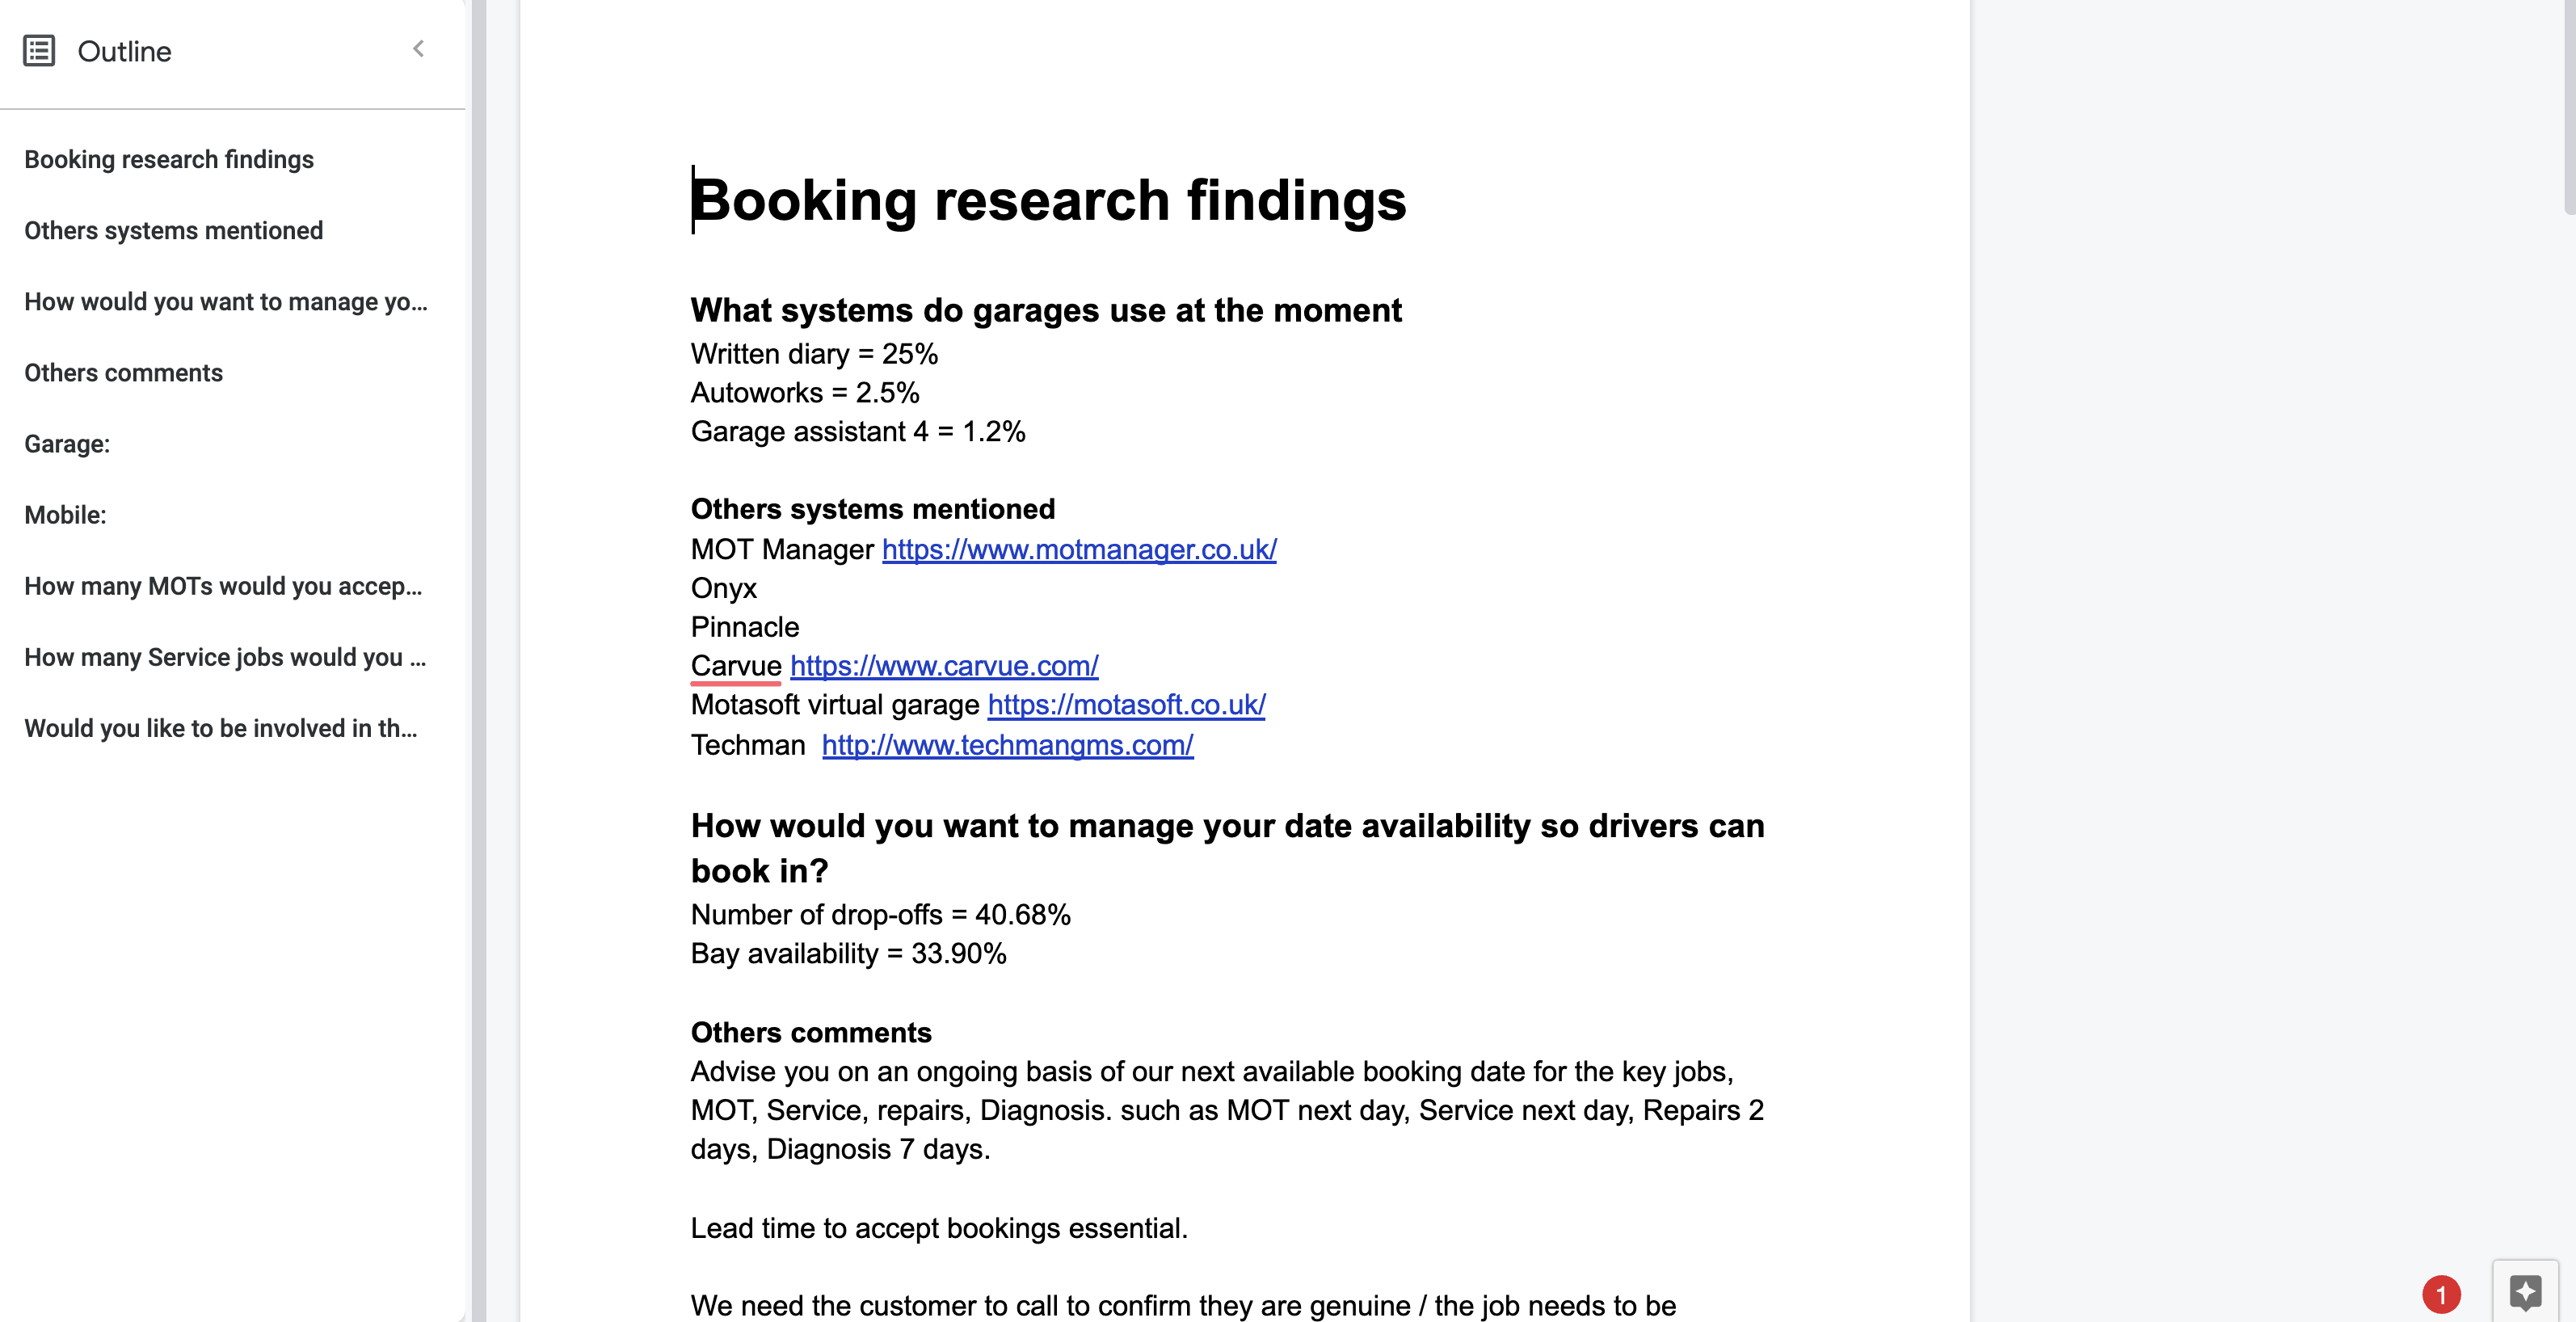 Outline
Booking research findings
Others systems mentioned
How would you want to manage yo...
Others comments
Garage:
Mobile:
How many MOTs would you accep...
How many Service jobs would you ...
Would you like to be involved in th...
Booking research findings
What systems do garages use at the moment
Written diary = 25%
Autoworks = 2.5%
Garage assistant 4 = 1.2%
Others systems mentioned
MOT Manager https://www.motmanager.co.uk/
Onyx
Pinnacle
Carvue https://www.carvue.com/
Motasoft virtual garage https://motasoft.co.uk/
Techman  http://www.techmangms.com/
How would you want to manage your date availability so drivers can
book in?
Number of drop-offs = 40.68%
Bay availability = 33.90%
Others comments
Advise you on an ongoing basis of our next available booking date for the key jobs,
MOT, Service, repairs, Diagnosis. such as MOT next day, Service next day, Repairs 2
days, Diagnosis 7 days.
Lead time to accept bookings essential.
We need the customer to call to confirm they are genuine / the job needs to be
1